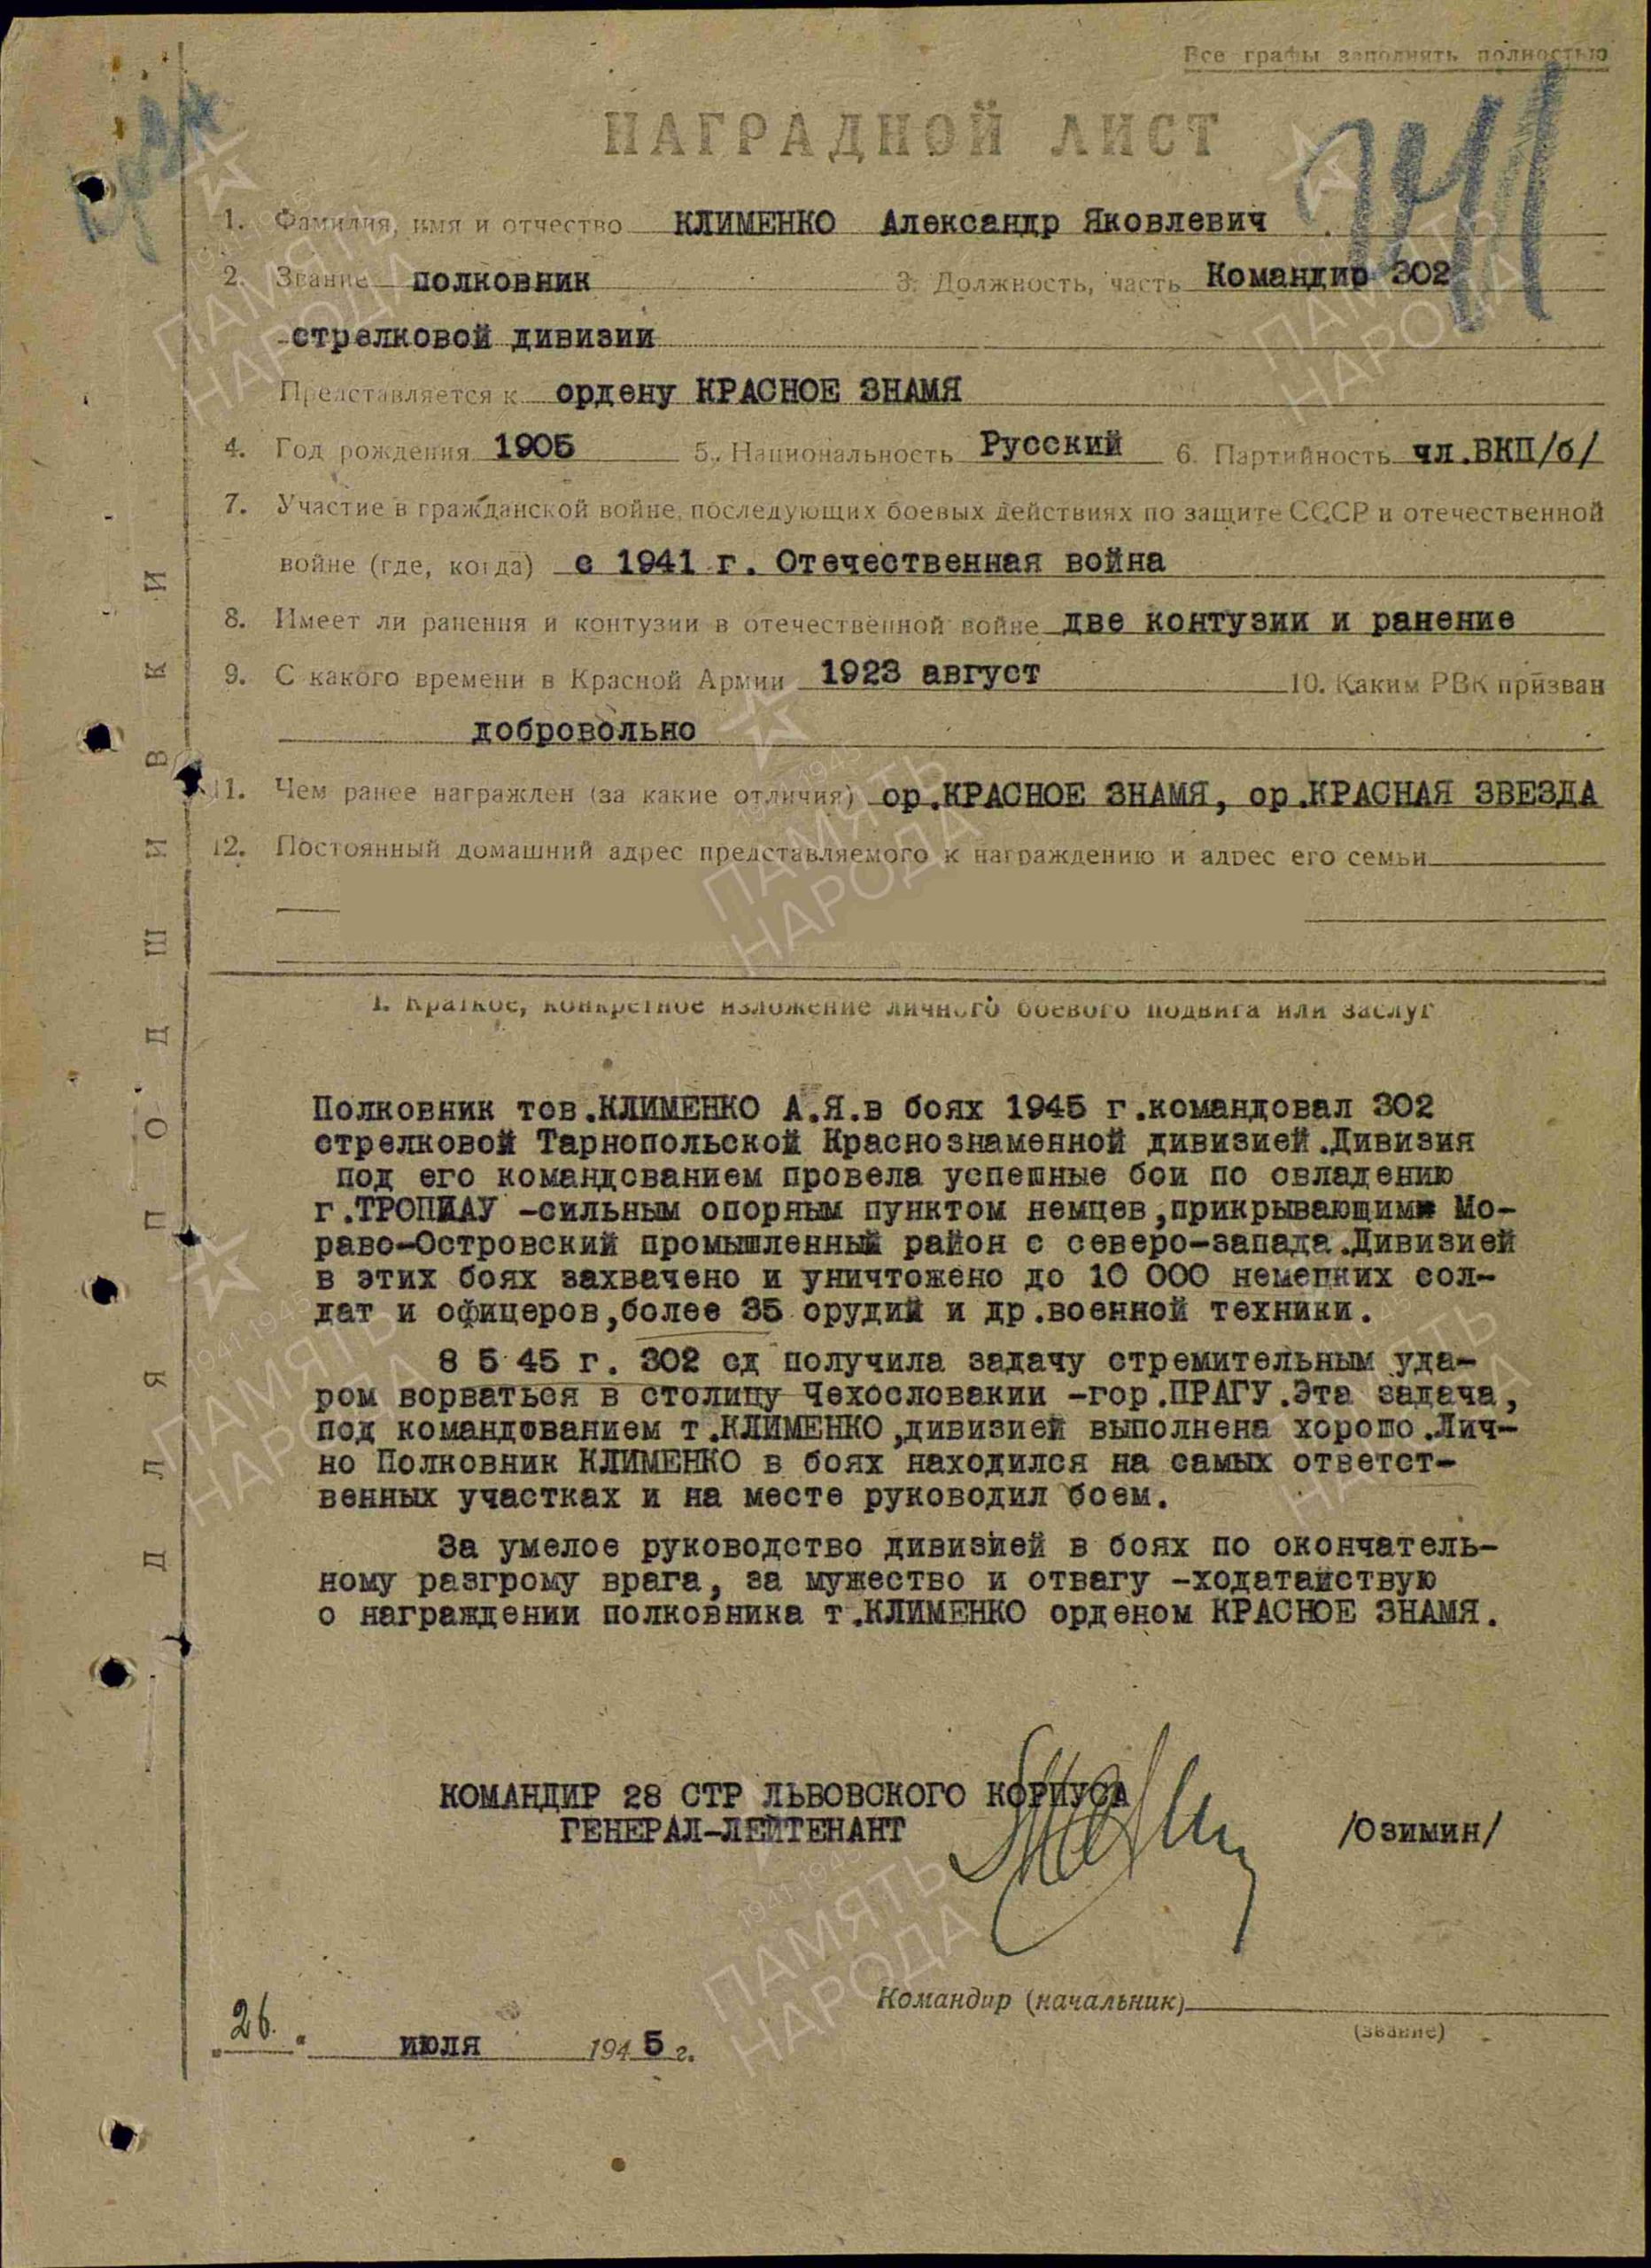 Все графы заполнять полностью
НАГРАДНОЙ ЛИСТ
741
1. Фамилия, имя и отчество КЛИМЕНКО Александр Яковлевич
2. Звание полковник 3. Должность, часть Командир 302
стрелковой дивизии
Представляется к ордену КРАСНОЕ ЗНАМЯ
4. Год рождения 1905 5. Национальность Русский 6. Партийность чл.ВКП/б/
7. Участие в гражданской войне, последующих боевых действиях по защите СССР и отечественной
войне (где, когда) с 1941 г. Отечественная война
8. Имеет ли ранения и контузии в отечественной войне две контузии и ранение
9. С какого времени в Красной Армии 1923 август 10. Каким РВК призван
добровольно
11. Чем ранее награжден (за какие отличия) ор.КРАСНОЕ ЗНАМЯ, ор.КРАСНАЯ ЗВЕЗДА
12. Постоянный домашний адрес представляемого к награждению и адрес его семьи
1. Краткое, конкретное изложение личного боевого подвига или заслуг
Полковник тов.КЛИМЕНКО А.Я.в боях 1945 г.командовал 302
стрелковой Тарнопольской Краснознаменной дивизией.Дивизия
под его командованием провела успешные бои по овладению
г.ТРОППАУ -сильным опорным пунктом немцев,прикрывающими Мо-
раво-Островский промышленный район с северо-запада.Дивизией
в этих боях захвачено и уничтожено до 10 000 немецких сол-
дат и офицеров,более 35 орудий и др.военной техники.
8 5 45 г. 302 сд получила задачу стремительным уда-
ром ворваться в столицу Чехословакии -гор.ПРАГУ.Эта задача,
под командованием т.КЛИМЕНКО,дивизией выполнена хорошо.Лич-
но Полковник КЛИМЕНКО в боях находился на самых ответст-
венных участках и на месте руководил боем.
За умелое руководство дивизией в боях по окончатель-
ному разгрому врага, за мужество и отвагу -ходатайствую
о награждении полковника т.КЛИМЕНКО орденом КРАСНОЕ ЗНАМЯ.
КОМАНДИР 28 СТР ЛЬВОВСКОГО КОРПУСА
ГЕНЕРАЛ-ЛЕЙТЕНАНТ /Озимин/
Командир (начальник)
(звание)
"26" июля 1945 г.
ДЛЯ ПОДШИВКИ
ПАМЯТЬ НАРОДА
1941 1945